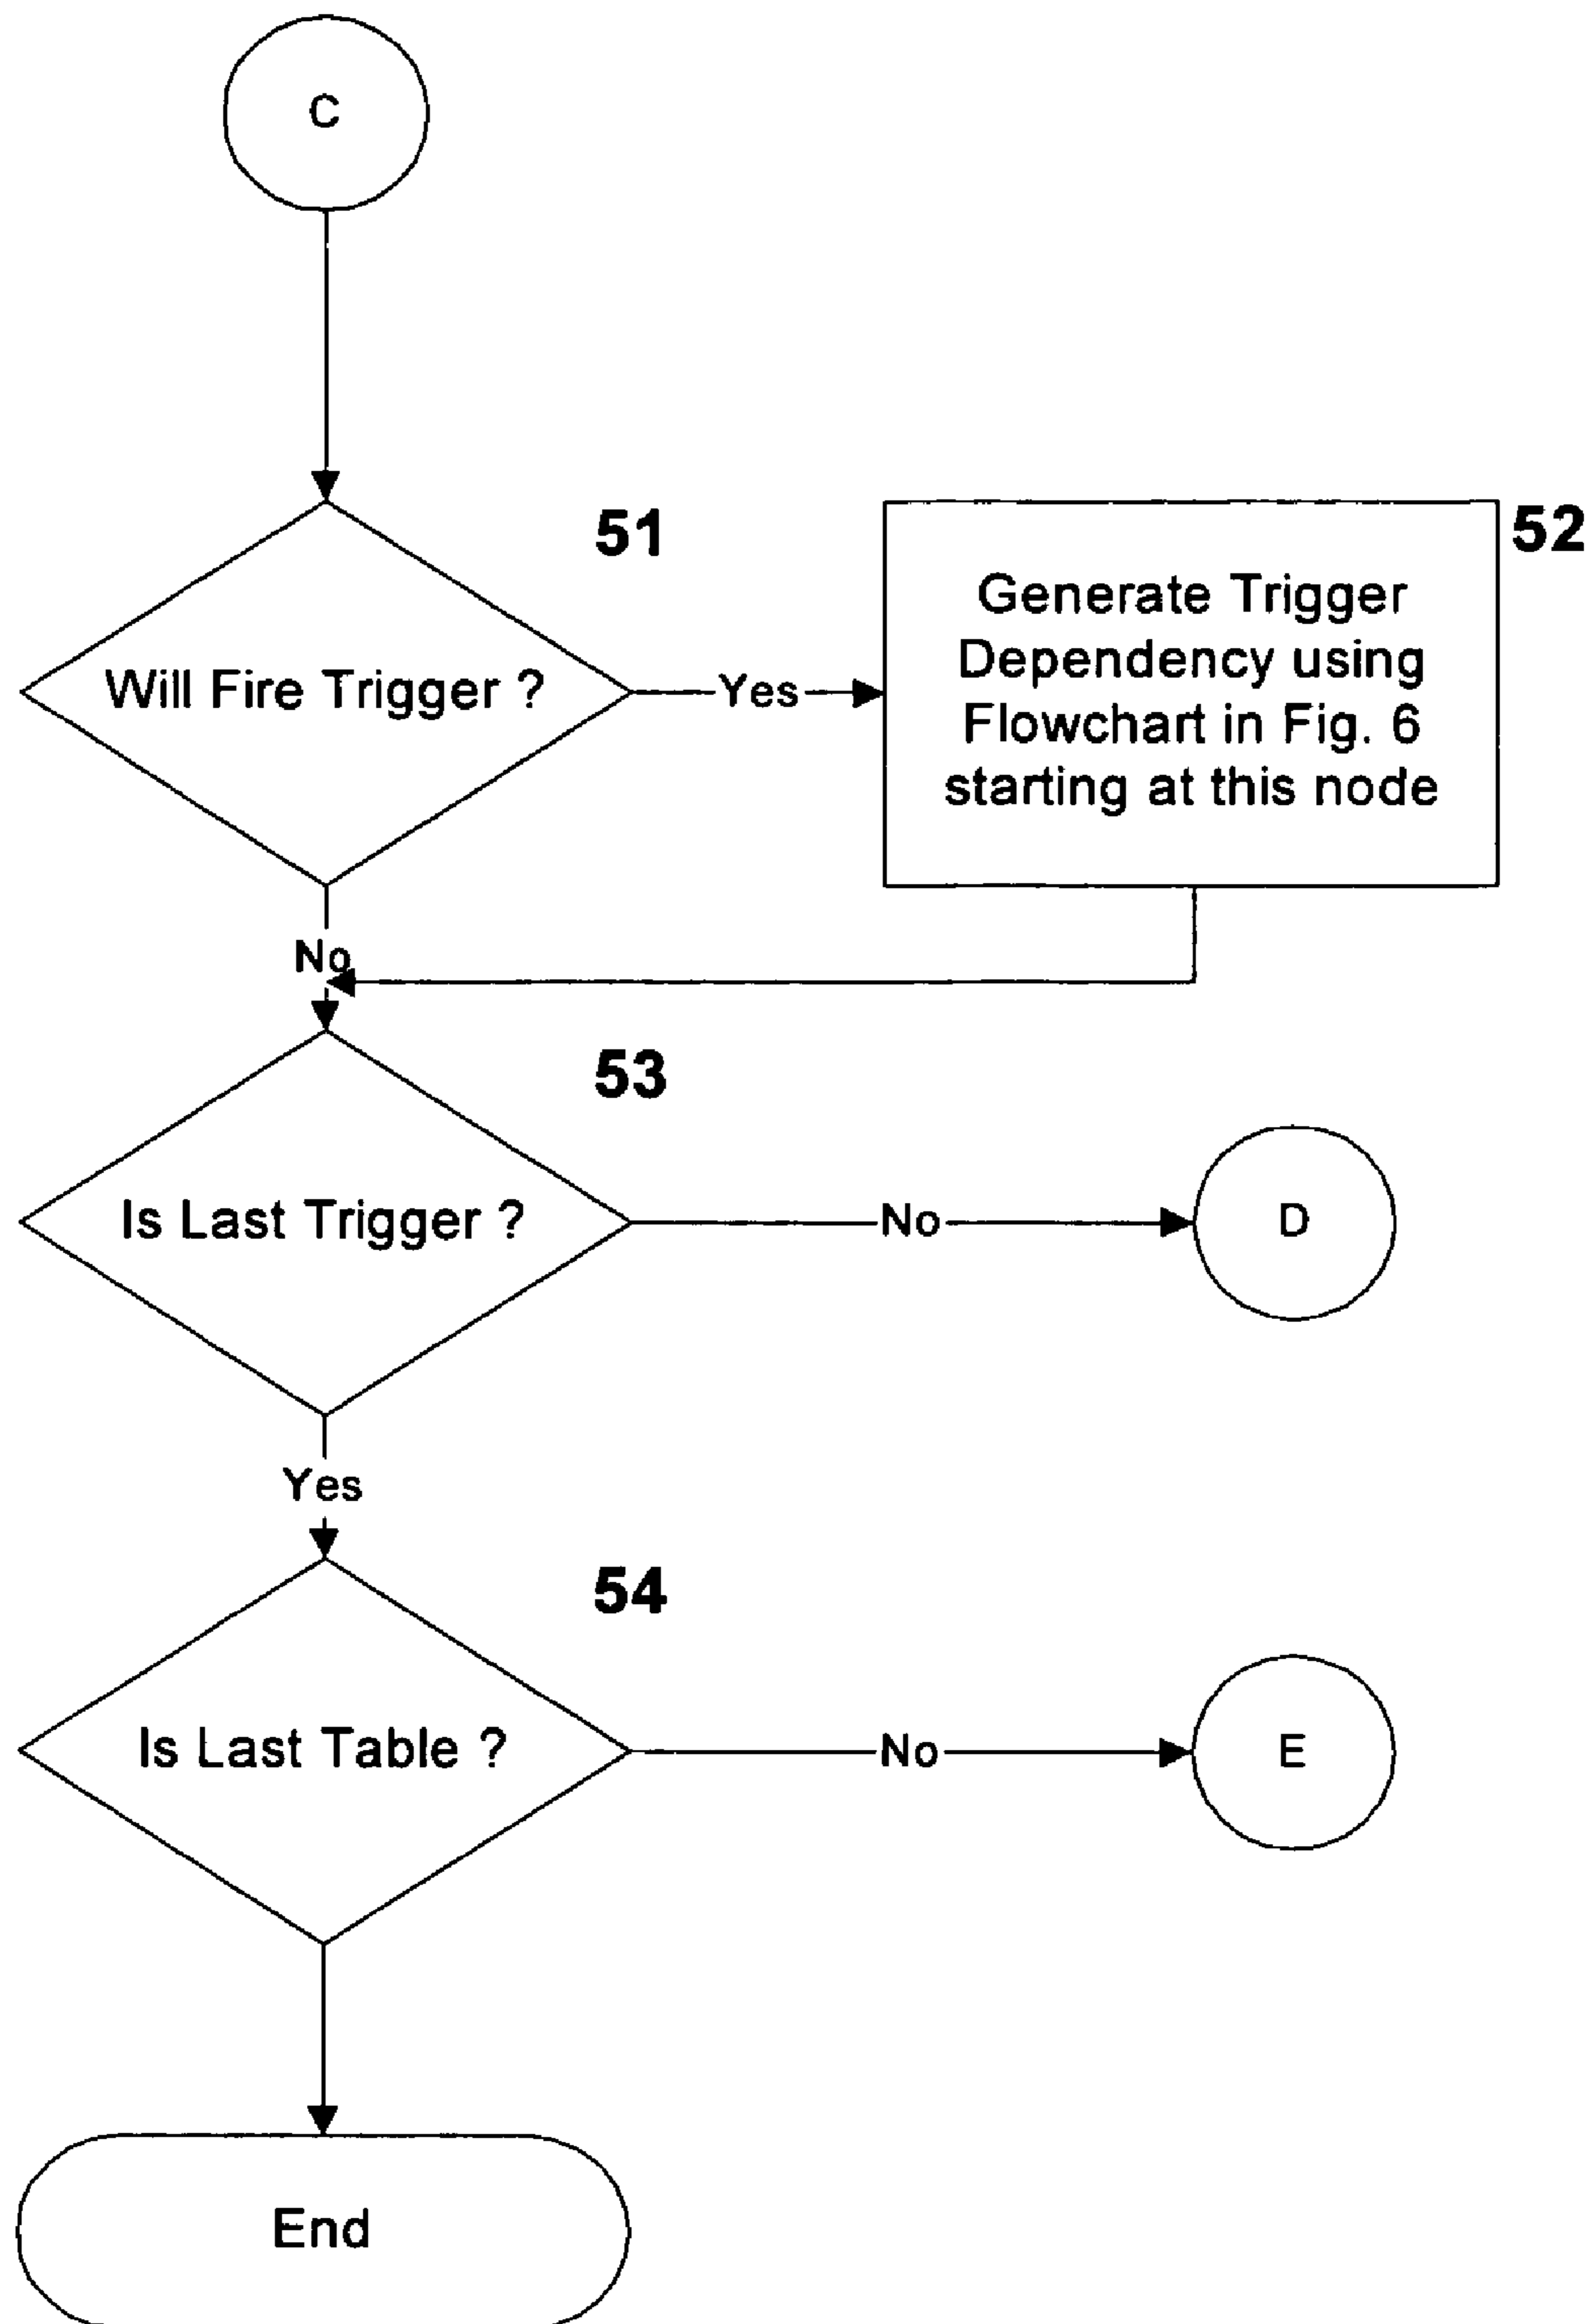 C
51
52
Will Fire Trigger ?
Yes
Generate Trigger
Dependency using
Flowchart in Fig. 6
starting at this node
No
53
Is Last Trigger ?
No
D
Yes
54
Is Last Table ?
No
E
End